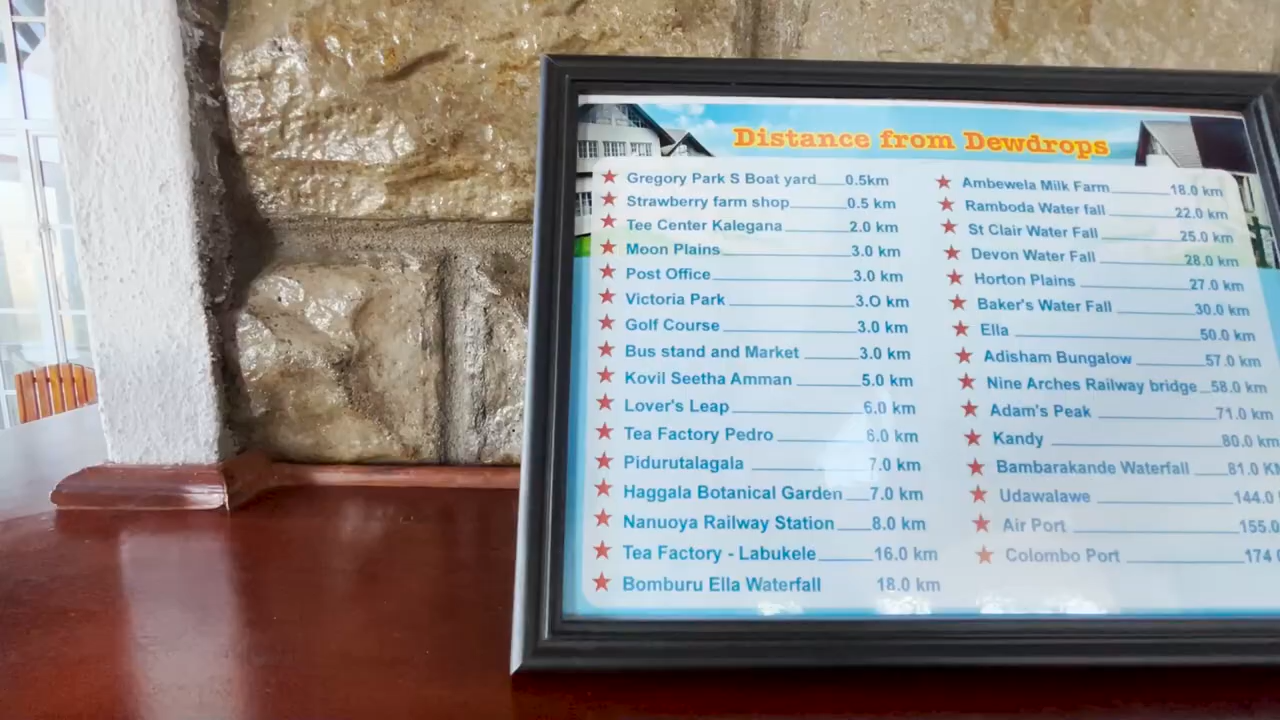 Distance from Dewdrops
Gregory Park S Boat yard 0.5km
Strawberry farm shop 0.5 km
Tee Center Kalegana 2.0 km
Moon Plains 3.0 km
Post Office 3.0 km
Victoria Park 3.O km
Golf Course 3.0 km
Bus stand and Market 3.0 km
Kovil Seetha Amman 5.0 km
Lover's Leap 6.0 km
Tea Factory Pedro 6.0 km
Pidurutalagala 7.0 km
Haggala Botanical Garden 7.0 km
Nanuoya Railway Station 8.0 km
Tea Factory - Labukele 16.0 km
Bomburu Ella Waterfall 18.0 km
Ambewela Milk Farm 18.0 km
Ramboda Water fall 22.0 km
St Clair Water Fall 25.0 km
Devon Water Fall 28.0 km
Horton Plains 27.0 km
Baker's Water Fall 30.0 km
Ella 50.0 km
Adisham Bungalow 57.0 km
Nine Arches Railway bridge 58.0 km
Adam's Peak 71.0 km
Kandy 80.0 km
Bambarakande Waterfall 81.0
Udawalawe 144.0
Air Port 155.0
Colombo Port 174